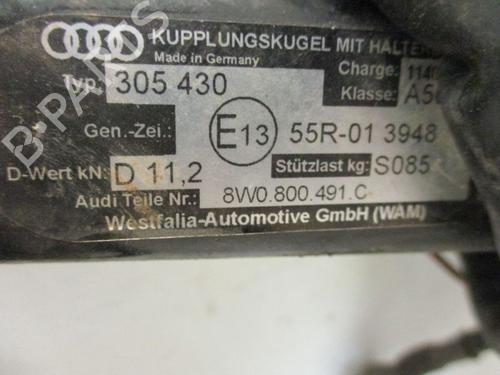 KUPPLUNGSKUGEL MIT
Made in Germany
Charge:
Typ: 305 430
Klasse:
Gen.-Zei.: E13 55R-01 3948
D-Wert kN: D 11,2 Stützlast kg: S085
Audi Teile Nr.: 8W0.800.491.C
Westfalia-Automotive GmbH (WAM)
B-PARTS